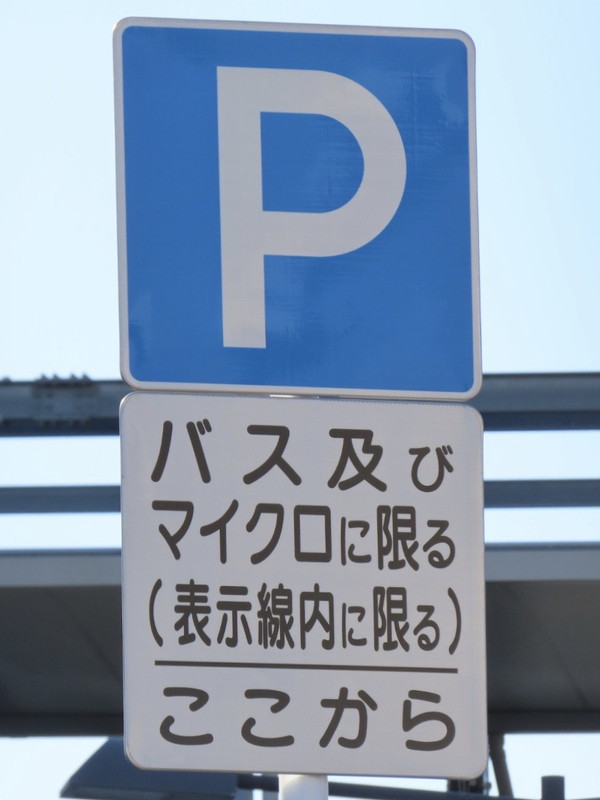 P
バス及び
マイクロに限る
(表示線内に限る)
ここから